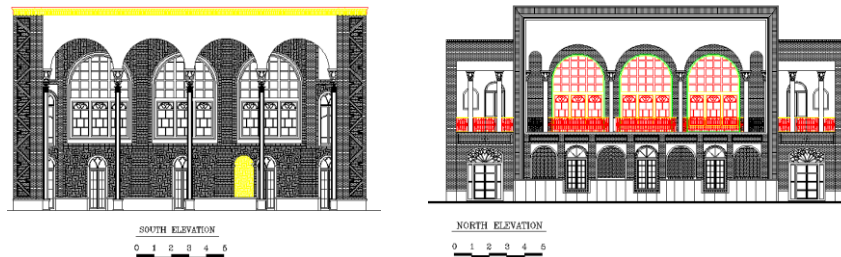 SOUTH ELEVATION
0 1 2 3 4 5
NORTH ELEVATION
0 1 2 3 4 5